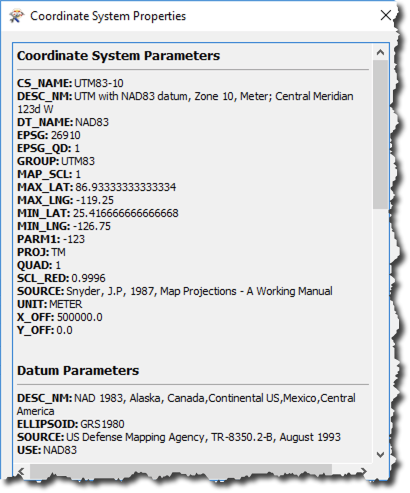 Coordinate System Properties
Coordinate System Parameters
CS_NAME: UTM83-10
DESC_NM: UTM with NAD83 datum, Zone 10, Meter; Central Meridian
123d W
DT_NAME: NAD83
EPSG: 26910
EPSG_QD: 1
GROUP: UTM83
MAP_SCL: 1
MAX_LAT: 86.93333333333334
MAX_LNG: -119.25
MIN_LAT: 25.416666666666668
MIN_LNG: -126.75
PARM1: -123
PROJ: TM
QUAD: 1
SCL_RED: 0.9996
SOURCE: Snyder, J.P, 1987, Map Projections - A Working Manual
UNIT: METER
X_OFF: 500000.0
Y_OFF: 0.0
Datum Parameters
DESC_NM: NAD 1983, Alaska, Canada,Continental US,Mexico,Central
America
ELLIPSOID: GRS1980
SOURCE: US Defense Mapping Agency, TR-8350.2-B, August 1993
USE: NAD83